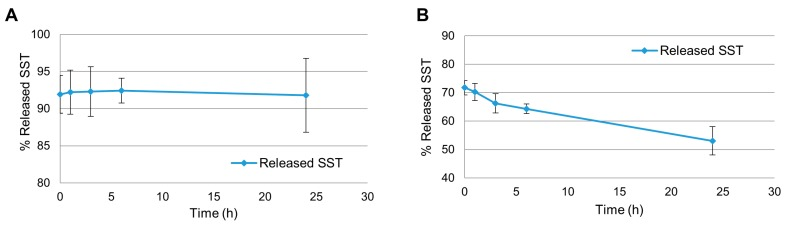 A
% Released SST
100
95
90
85
80
Released SST
0 5 10 15 20 25 30
Time (h)
B
% Released SST
90
80
70
60
50
40
Released SST
0 5 10 15 20 25 30
Time (h)